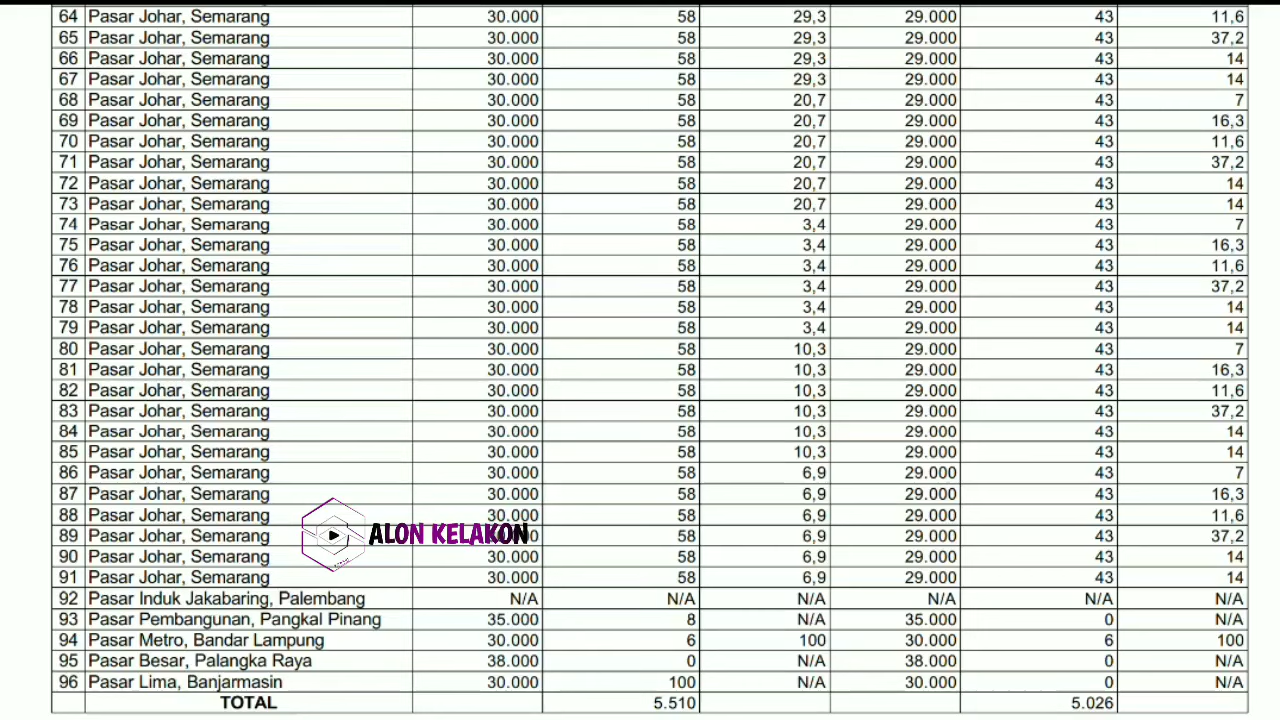 64 Pasar Johar, Semarang 30.000 58 29,3 29.000 43 11,6
65 Pasar Johar, Semarang 30.000 58 29,3 29.000 43 37,2
66 Pasar Johar, Semarang 30.000 58 29,3 29.000 43 14
67 Pasar Johar, Semarang 30.000 58 29,3 29.000 43 14
68 Pasar Johar, Semarang 30.000 58 20,7 29.000 43 7
69 Pasar Johar, Semarang 30.000 58 20,7 29.000 43 16,3
70 Pasar Johar, Semarang 30.000 58 20,7 29.000 43 11,6
71 Pasar Johar, Semarang 30.000 58 20,7 29.000 43 37,2
72 Pasar Johar, Semarang 30.000 58 20,7 29.000 43 14
73 Pasar Johar, Semarang 30.000 58 20,7 29.000 43 14
74 Pasar Johar, Semarang 30.000 58 3,4 29.000 43 7
75 Pasar Johar, Semarang 30.000 58 3,4 29.000 43 16,3
76 Pasar Johar, Semarang 30.000 58 3,4 29.000 43 11,6
77 Pasar Johar, Semarang 30.000 58 3,4 29.000 43 37,2
78 Pasar Johar, Semarang 30.000 58 3,4 29.000 43 14
79 Pasar Johar, Semarang 30.000 58 3,4 29.000 43 14
80 Pasar Johar, Semarang 30.000 58 10,3 29.000 43 7
81 Pasar Johar, Semarang 30.000 58 10,3 29.000 43 16,3
82 Pasar Johar, Semarang 30.000 58 10,3 29.000 43 11,6
83 Pasar Johar, Semarang 30.000 58 10,3 29.000 43 37,2
84 Pasar Johar, Semarang 30.000 58 10,3 29.000 43 14
85 Pasar Johar, Semarang 30.000 58 10,3 29.000 43 14
86 Pasar Johar, Semarang 30.000 58 6,9 29.000 43 7
87 Pasar Johar, Semarang 30.000 58 6,9 29.000 43 16,3
88 Pasar Johar, Semarang 30.000 58 6,9 29.000 43 11,6
89 Pasar Johar, Semarang 58 6,9 29.000 43 37,2
ALON KELAKON
90 Pasar Johar, Semarang 30.000 58 6,9 29.000 43 14
91 Pasar Johar, Semarang 30.000 58 6,9 29.000 43 14
92 Pasar Induk Jakabaring, Palembang N/A N/A N/A N/A N/A N/A
93 Pasar Pembangunan, Pangkal Pinang 35.000 8 N/A 35.000 0 N/A
94 Pasar Metro, Bandar Lampung 30.000 6 100 30.000 6 100
95 Pasar Besar, Palangka Raya 38.000 0 N/A 38.000 0 N/A
96 Pasar Lima, Banjarmasin 30.000 100 N/A 30.000 0 N/A
TOTAL 5.510 5.026